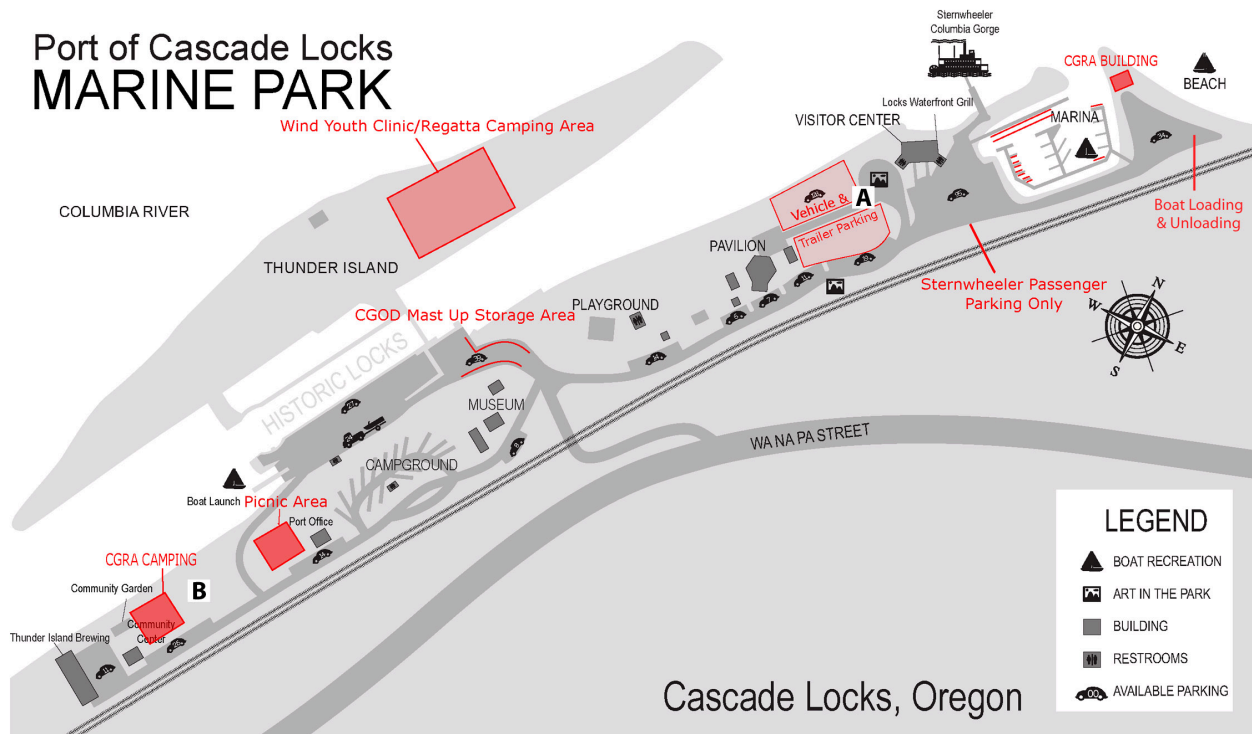 Port of Cascade Locks
MARINE PARK
Sternwheeler
Columbia Gorge
CGRA BUILDING
BEACH
Locks Waterfront Grill
VISITOR CENTER
MARINA
Wind Youth Clinic/Regatta Camping Area
COLUMBIA RIVER
THUNDER ISLAND
Vehicle &
A
Trailer Parking
Boat Loading
& Unloading
PAVILION
Sternwheeler Passenger
Parking Only
PLAYGROUND
CGOD Mast Up Storage Area
HISTORIC LOCKS
MUSEUM
N
W
E
S
WA NA PA STREET
CAMPGROUND
Boat Launch
Picnic Area
Port Office
CGRA CAMPING
B
Community Garden
Community
Center
Thunder Island Brewing
LEGEND
BOAT RECREATION
ART IN THE PARK
BUILDING
RESTROOMS
00
AVAILABLE PARKING
Cascade Locks, Oregon